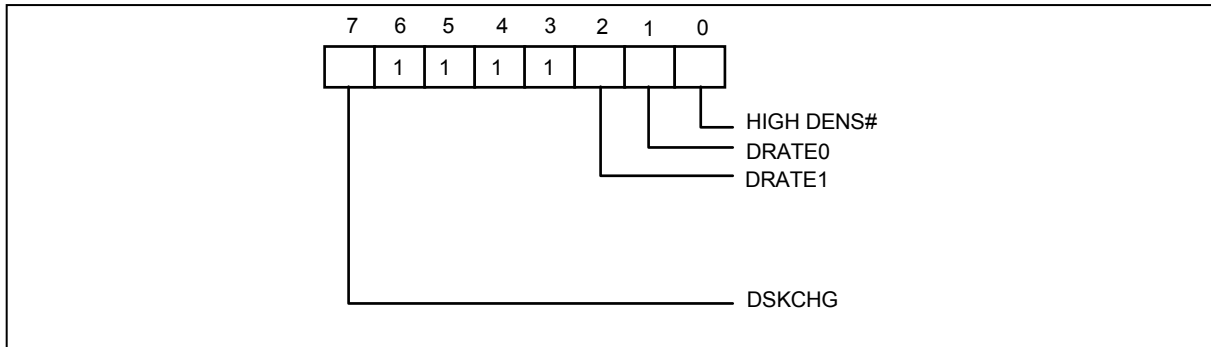 7 6 5 4 3 2 1 0
1 1 1 1
HIGH DENS#
DRATE0
DRATE1
DSKCHG